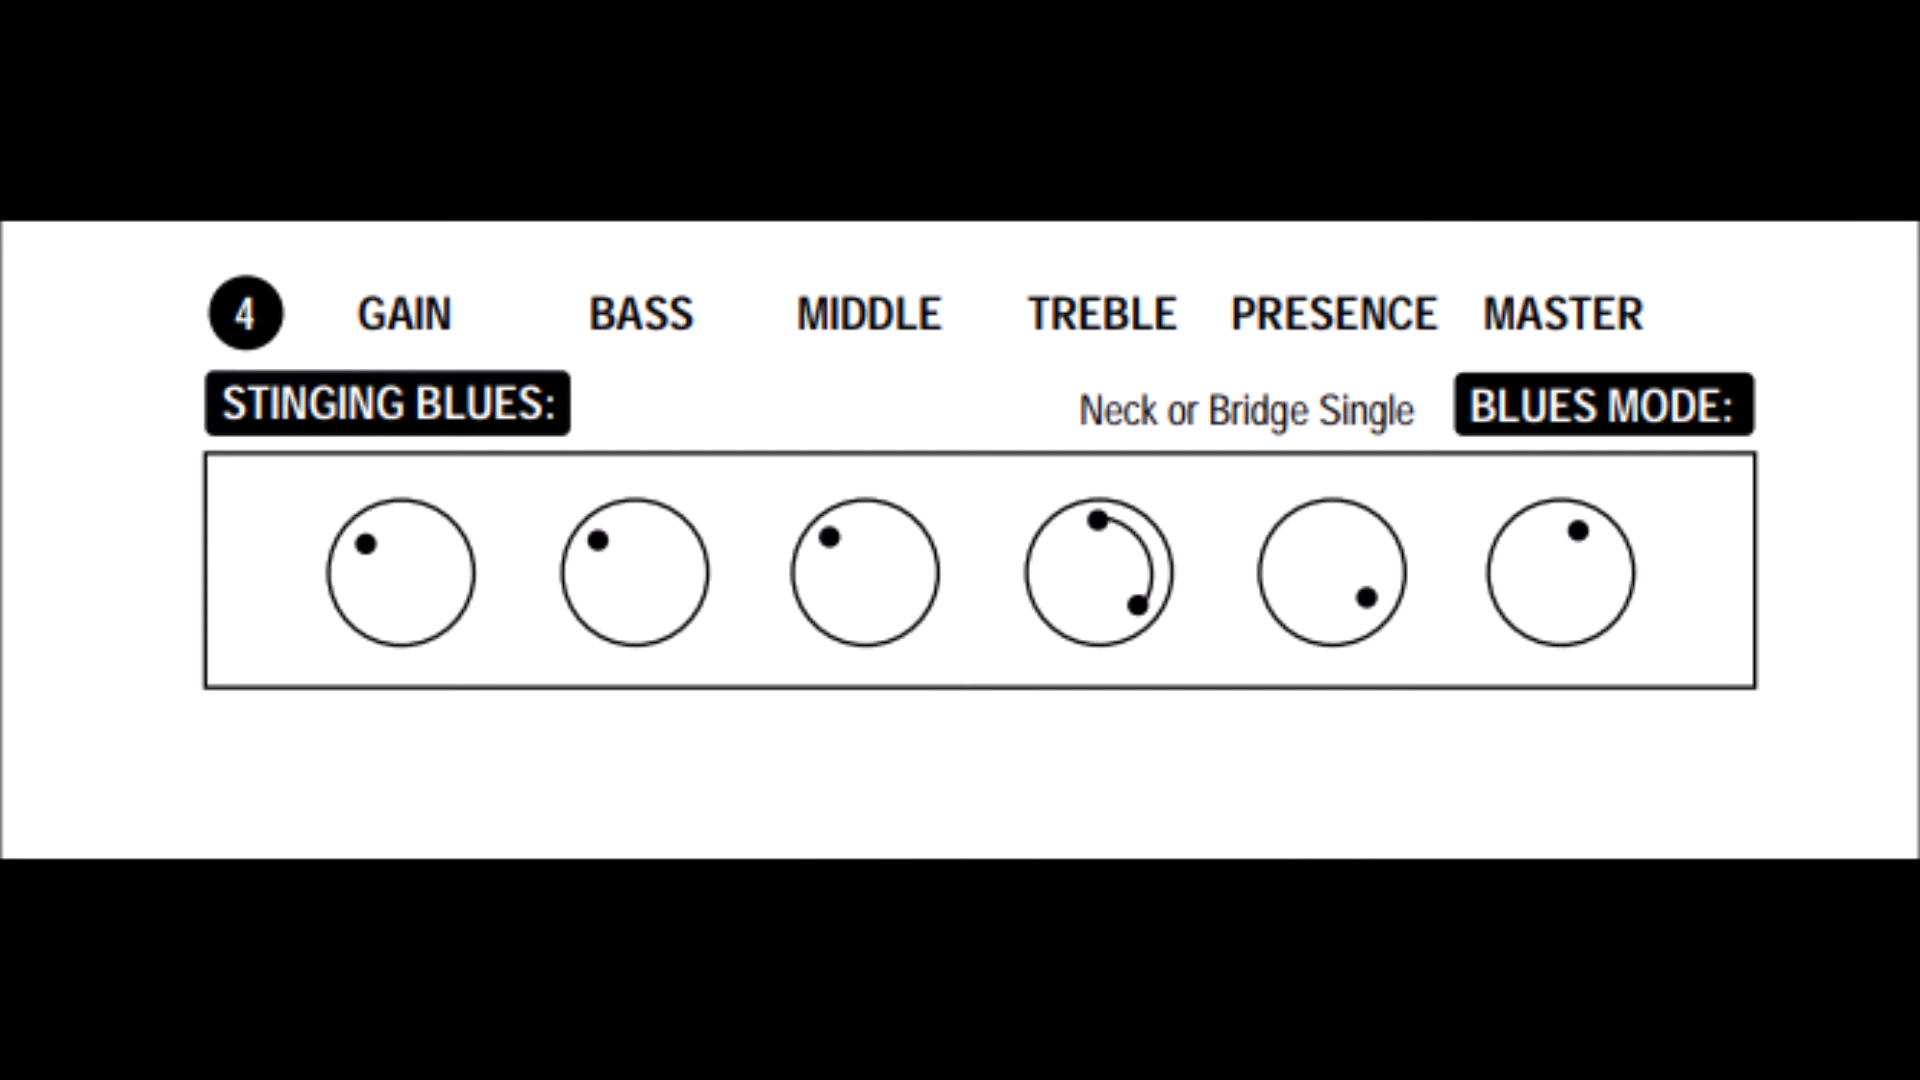 4 GAIN BASS MIDDLE TREBLE PRESENCE MASTER
STINGING BLUES: Neck or Bridge Single BLUES MODE: